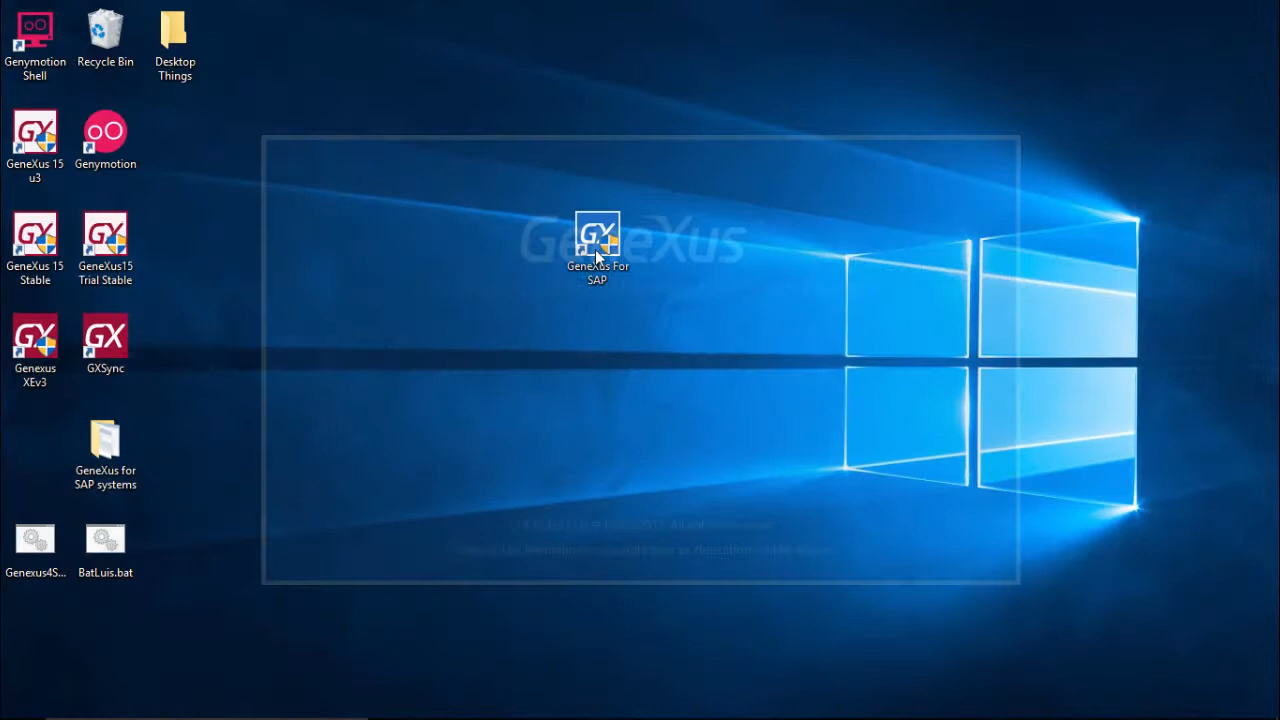 Genymotion
Shell
Recycle Bin
Desktop
Things
GeneXus 15
u3
Genymotion
GeneXus
GeneXus For
SAP
GeneXus 15
Stable
GeneXus15
Trial Stable
Genexus
XEv3
GXSync
GeneXus for
SAP systems
Genexus4S...
BatLuis.bat